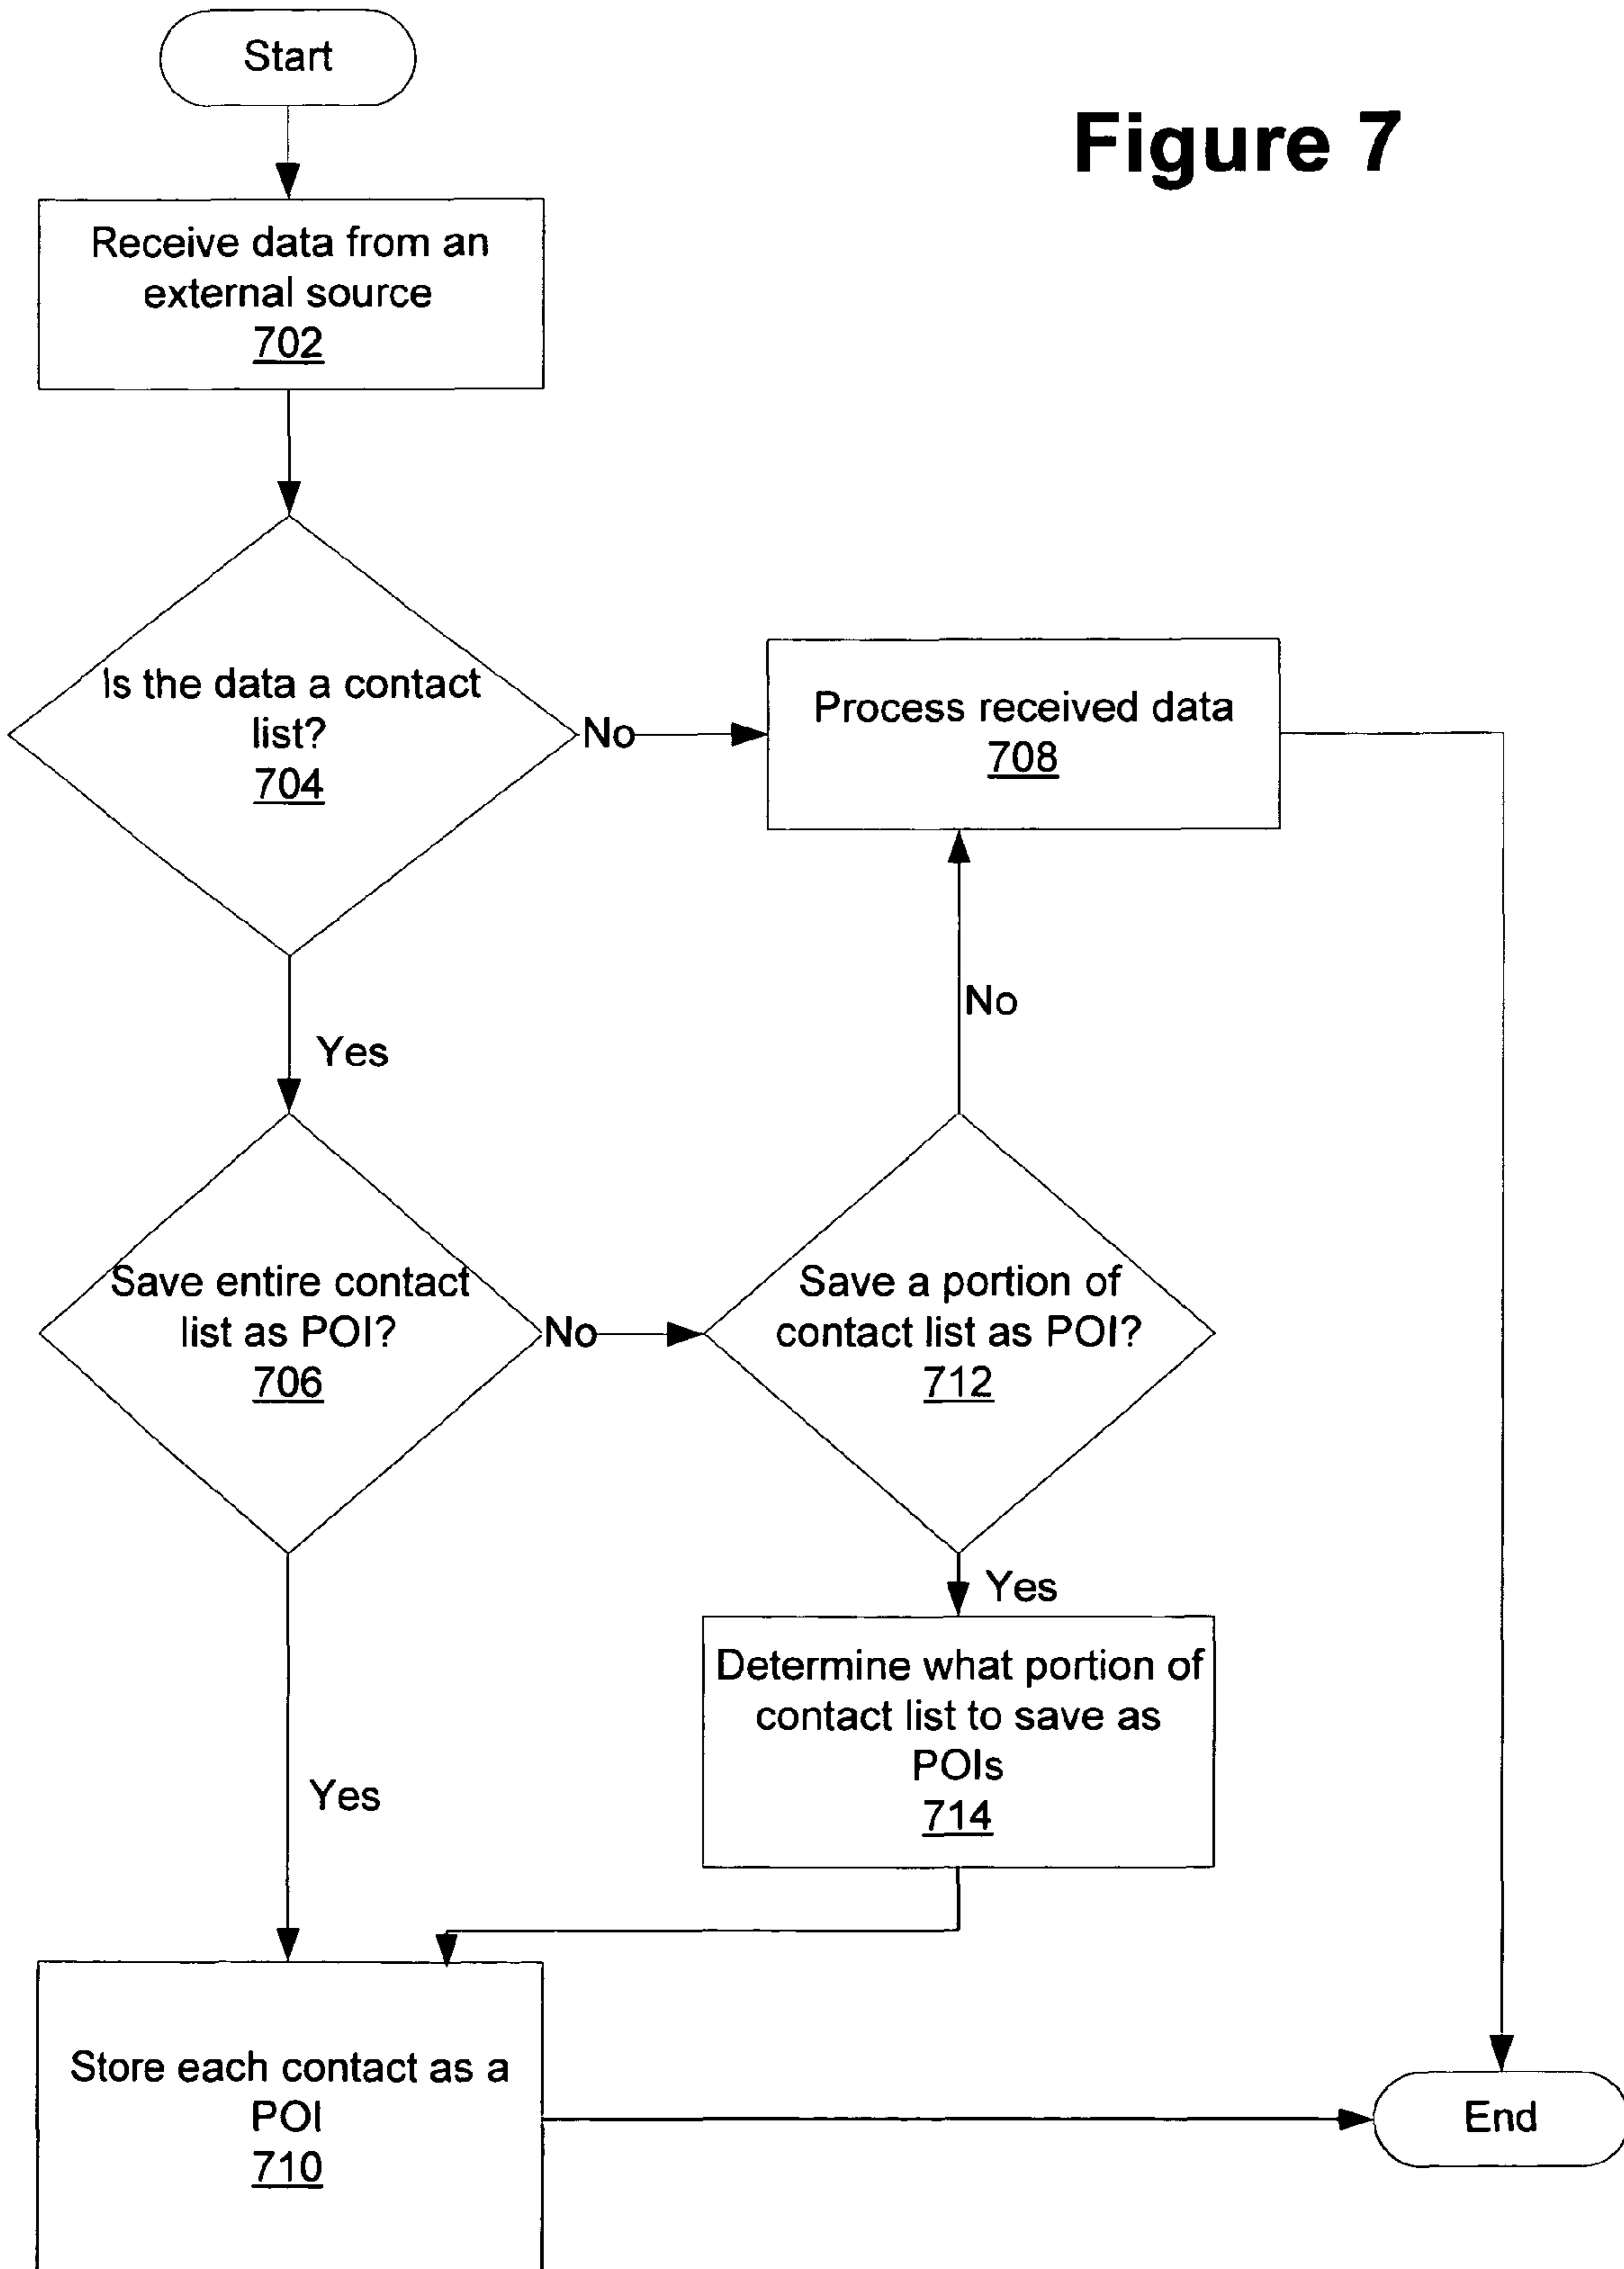 Start
Figure 7
Receive data from an
external source
702
Is the data a contact
list?
704
No
Process received data
708
Yes
No
Save entire contact
list as POI?
706
No
Save a portion of
contact list as POI?
712
Yes
Determine what portion of
contact list to save as
POIs
714
Yes
Store each contact as a
POI
710
End